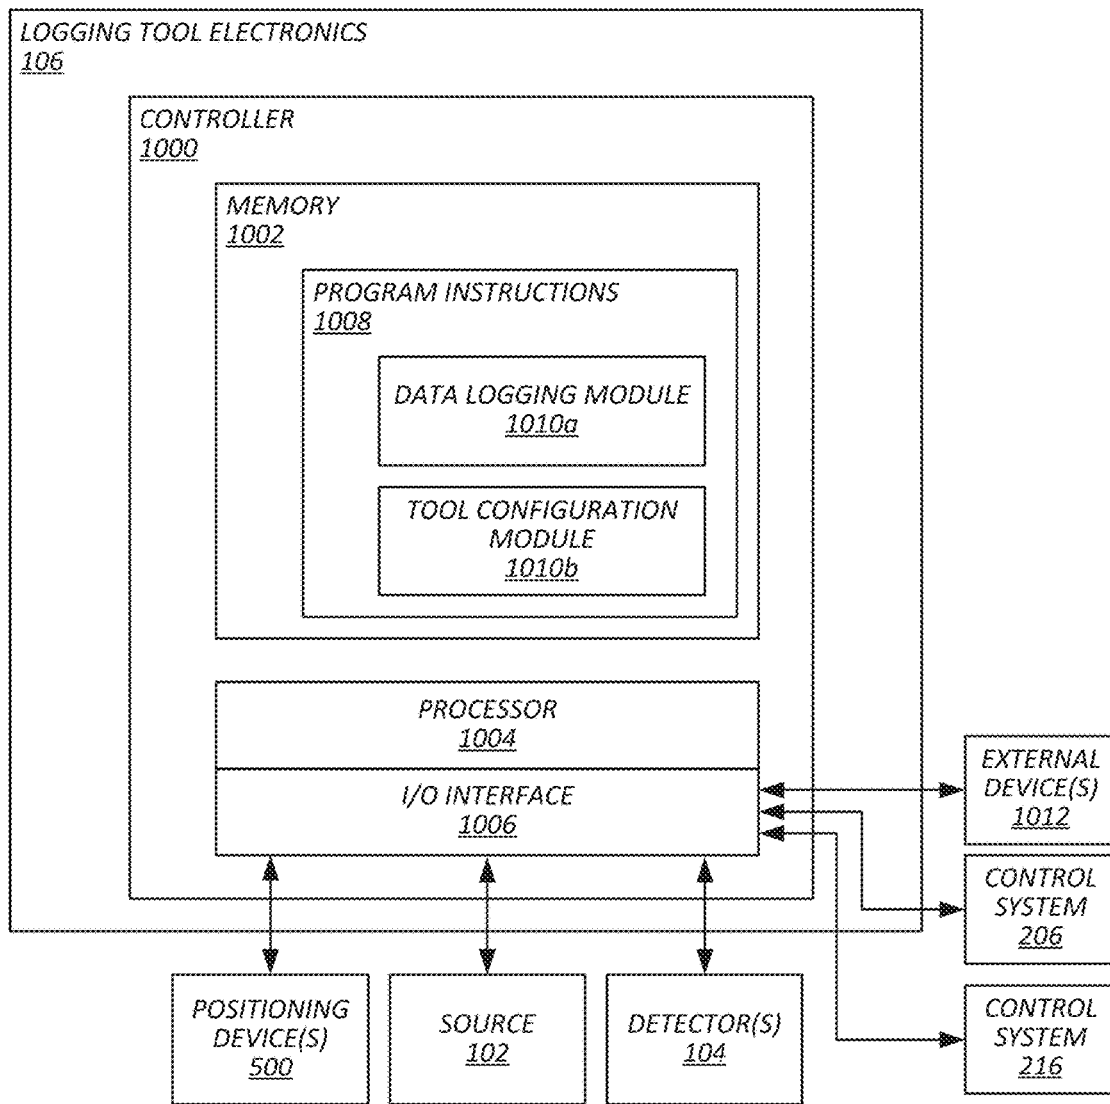 LOGGING TOOL ELECTRONICS
106
CONTROLLER
1000
MEMORY
1002
PROGRAM INSTRUCTIONS
1008
DATA LOGGING MODULE
1010a
TOOL CONFIGURATION
MODULE
1010b
PROCESSOR
1004
I/O INTERFACE
1006
EXTERNAL
DEVICE(S)
1012
CONTROL
SYSTEM
206
CONTROL
SYSTEM
216
POSITIONING
DEVICE(S)
500
SOURCE
102
DETECTOR(S)
104